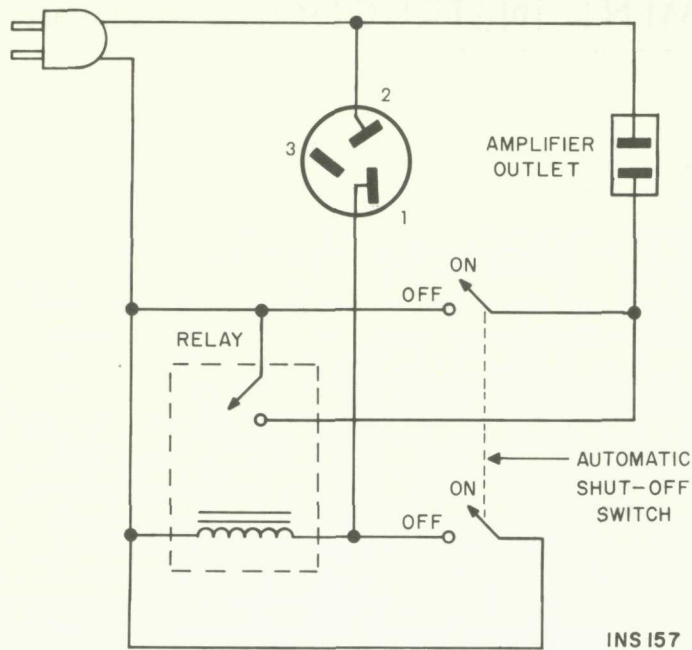 2
3
1
AMPLIFIER
OUTLET
ON
OFF
RELAY
ON
OFF
AUTOMATIC
SHUT-OFF
SWITCH
INS 157